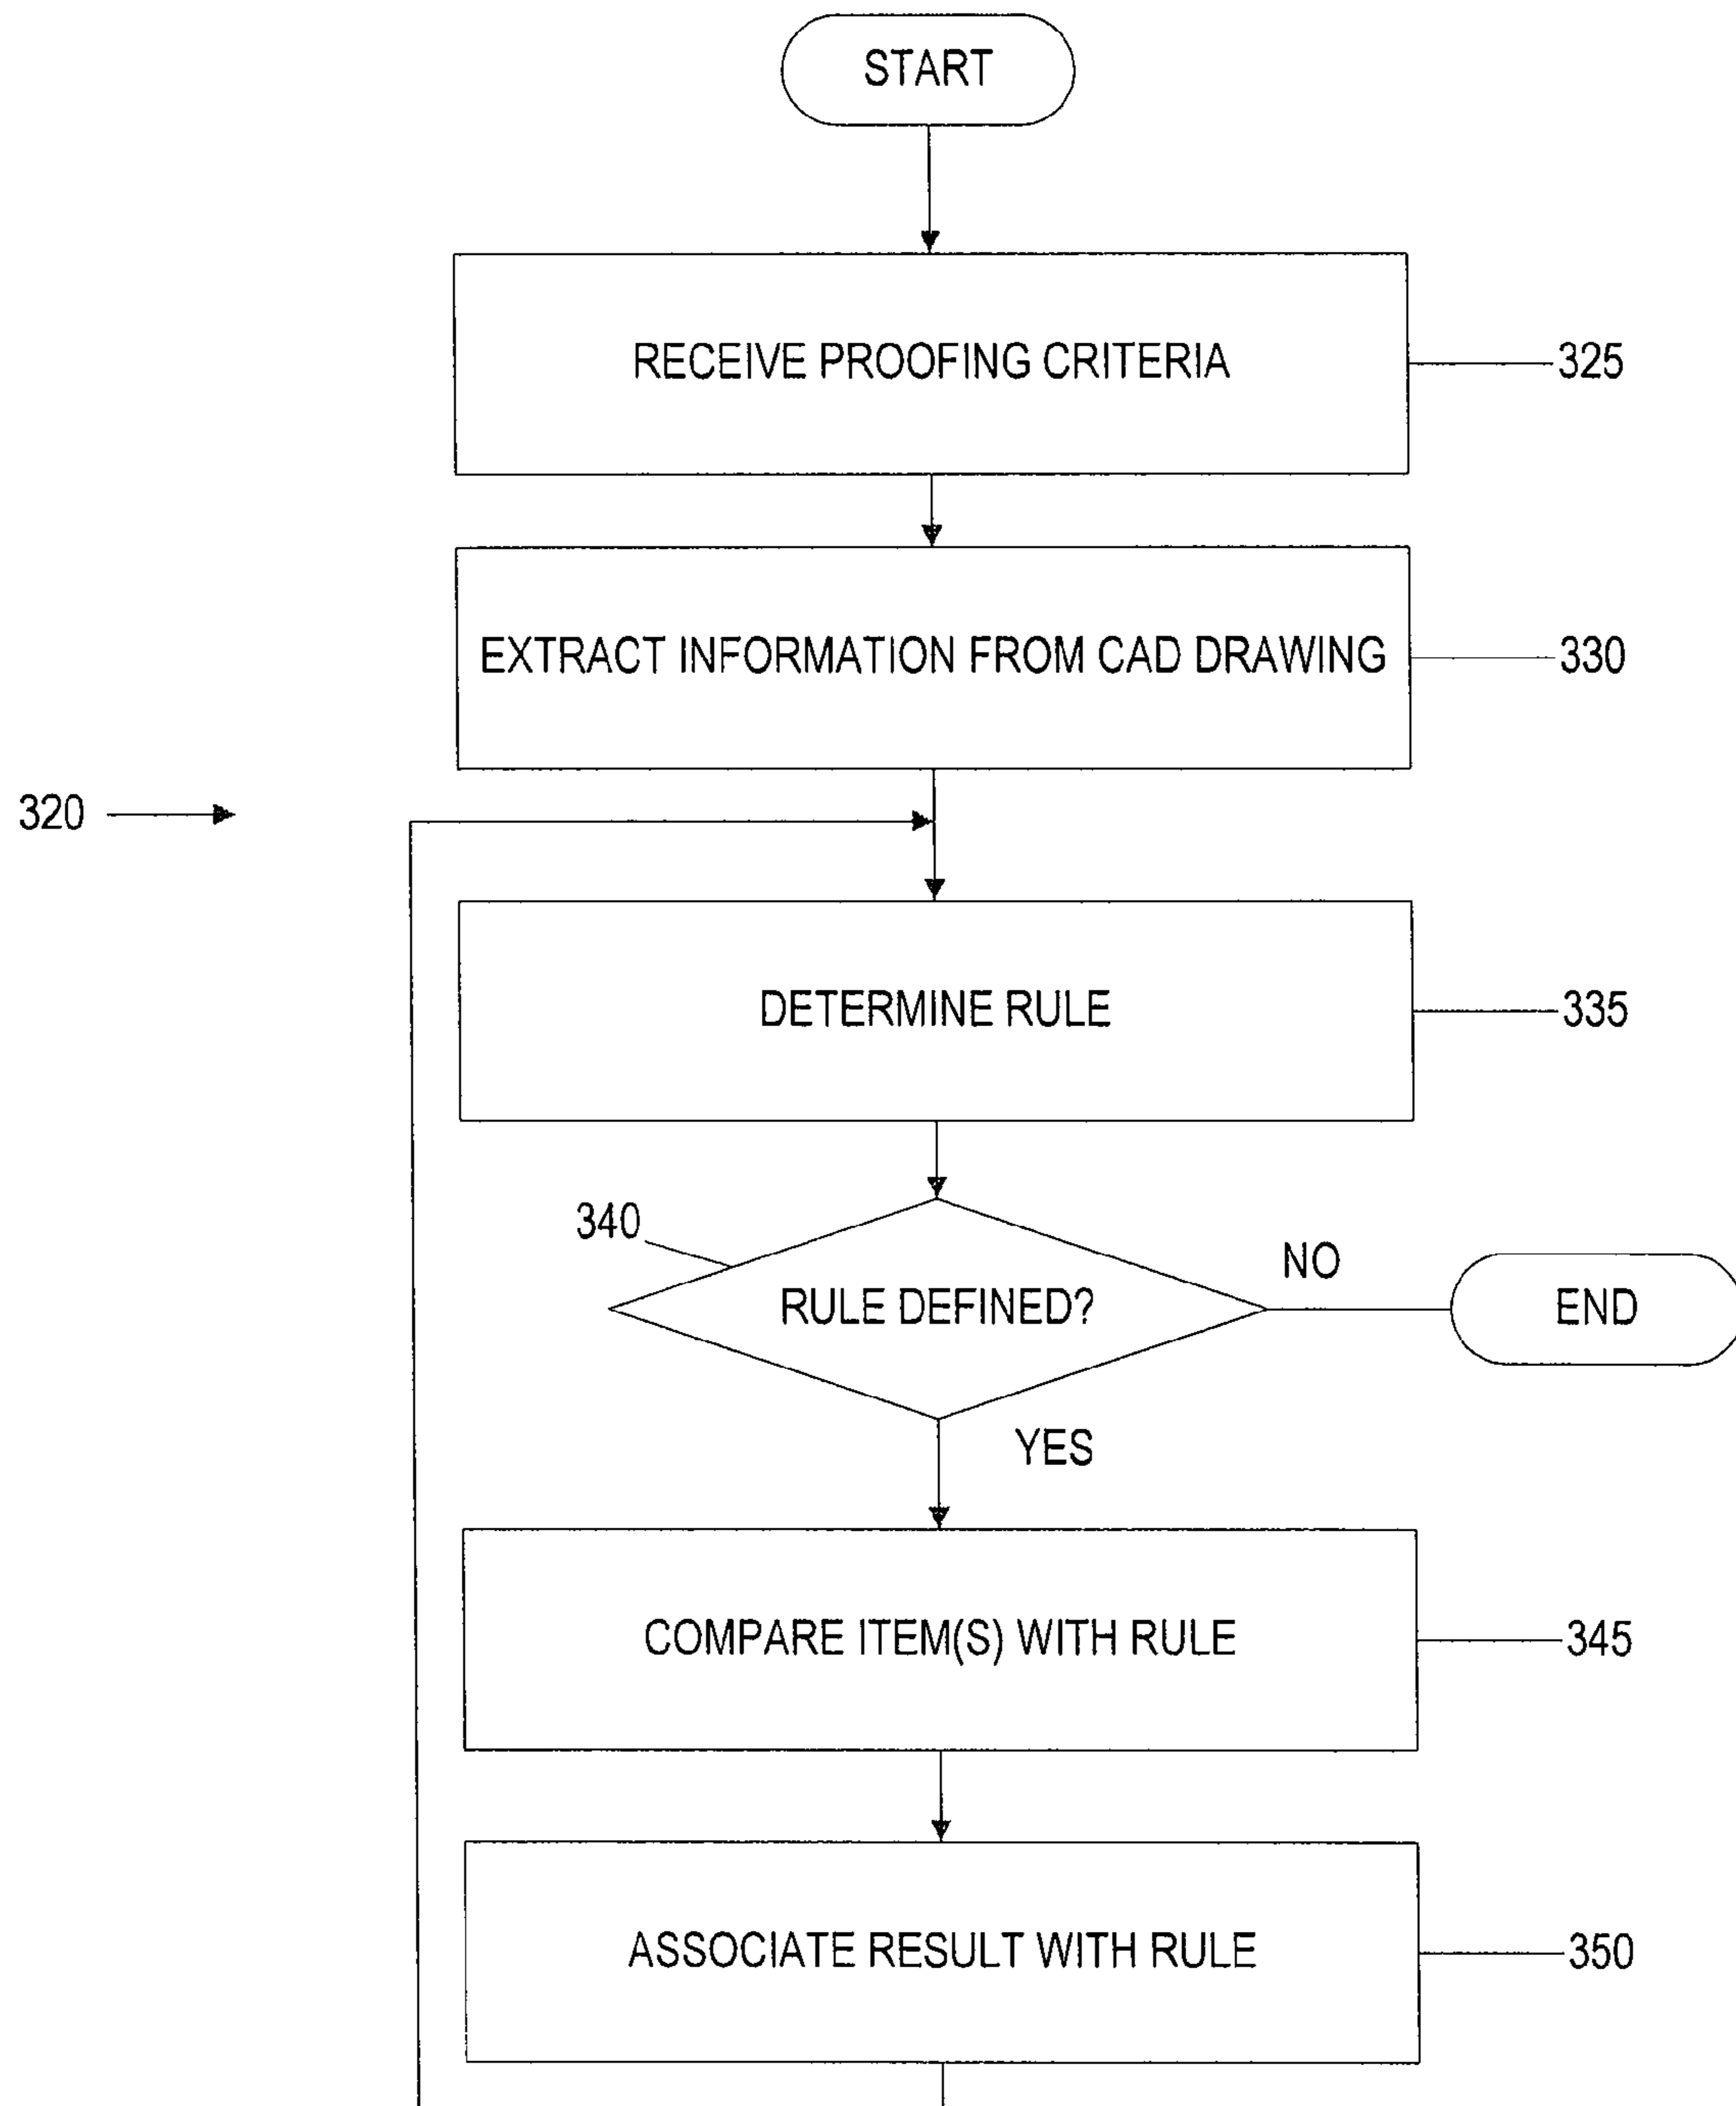 START
RECEIVE PROOFING CRITERIA
325
EXTRACT INFORMATION FROM CAD DRAWING
330
320
DETERMINE RULE
335
340
RULE DEFINED?
NO
END
YES
COMPARE ITEM(S) WITH RULE
345
ASSOCIATE RESULT WITH RULE
350